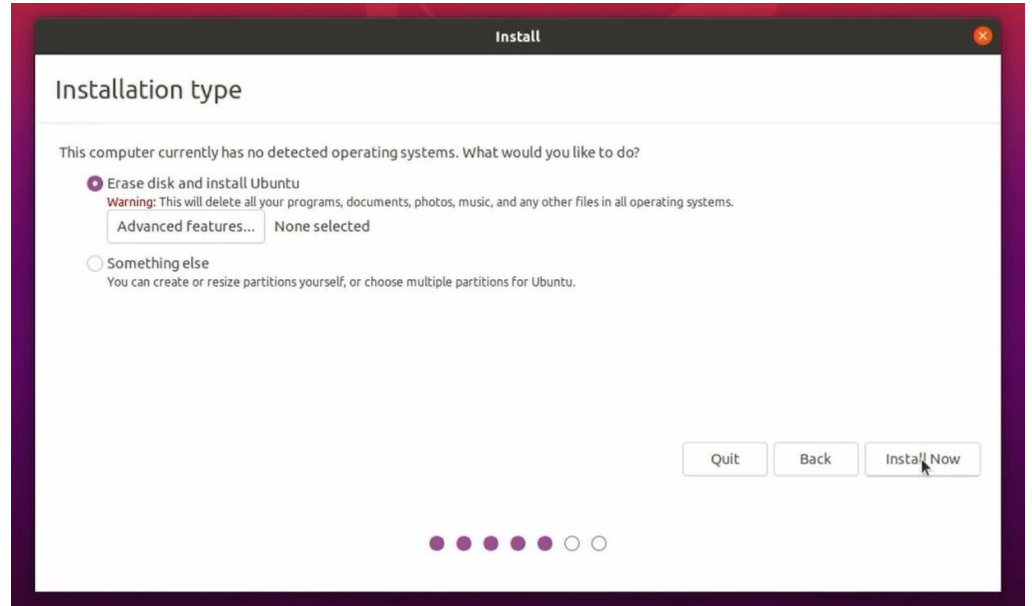 Install
Installation type
This computer currently has no detected operating systems. What would you like to do?
Erase disk and install Ubuntu
Warning: This will delete all your programs, documents, photos, music, and any other files in all operating systems.
Advanced features... None selected
Something else
You can create or resize partitions yourself, or choose multiple partitions for Ubuntu.
Quit Back Install Now